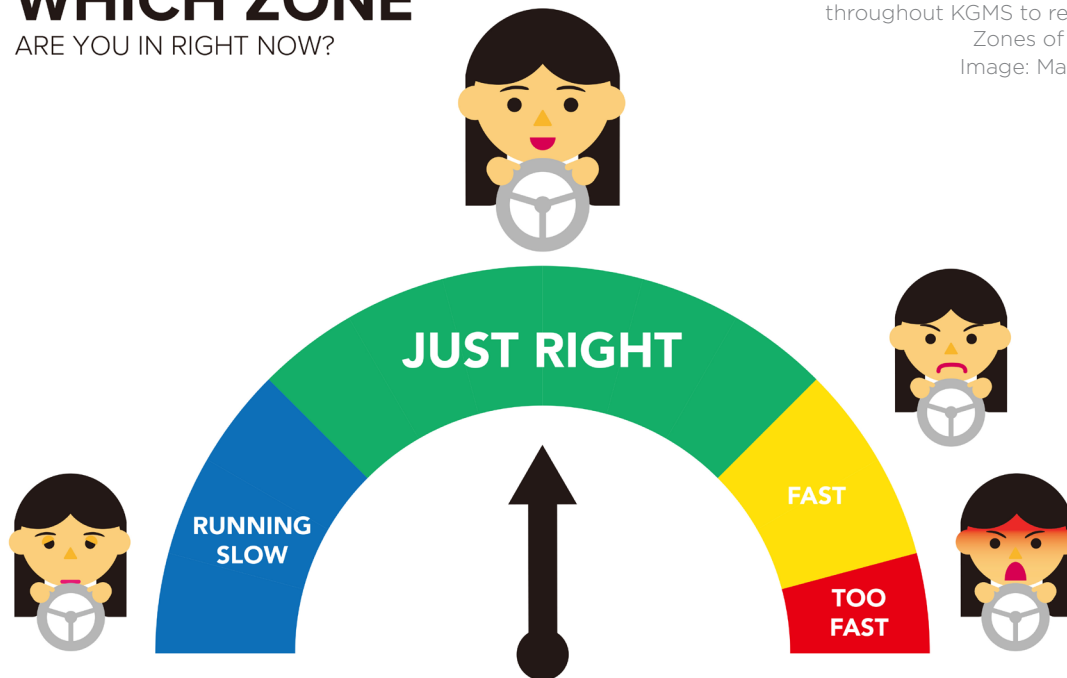 WHICH ZONE
ARE YOU IN RIGHT NOW?
throughout KGMS to re
Zones of
Image: Ma
JUST RIGHT
FAST
RUNNING
SLOW
TOO
FAST